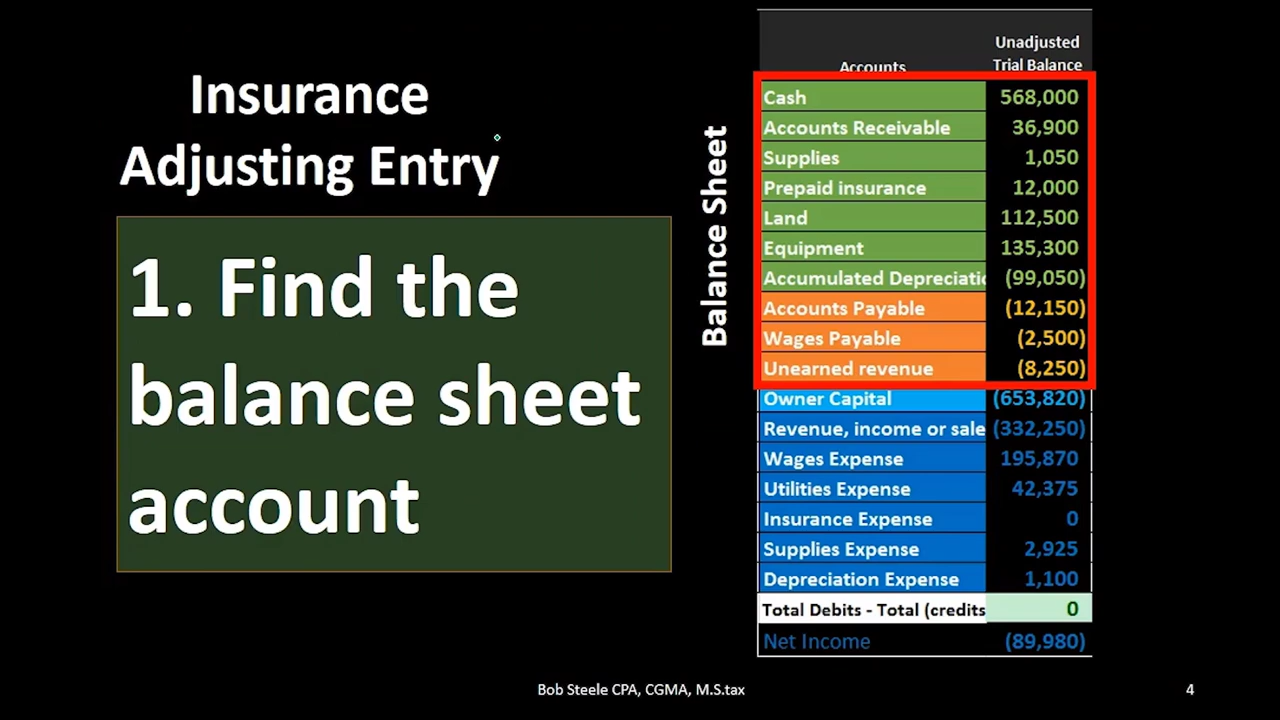 Insurance
Adjusting Entry
1. Find the
balance sheet
account
Balance Sheet
Unadjusted
Accounts Trial Balance
Cash 568,000
Accounts Receivable 36,900
Supplies 1,050
Prepaid insurance 12,000
Land 112,500
Equipment 135,300
Accumulated Depreciatio (99,050)
Accounts Payable (12,150)
Wages Payable (2,500)
Unearned revenue (8,250)
Owner Capital (653,820)
Revenue, income or sale (332,250)
Wages Expense 195,870
Utilities Expense 42,375
Insurance Expense 0
Supplies Expense 2,925
Depreciation Expense 1,100
Total Debits - Total (credits 0
Net Income (89,980)
Bob Steele CPA, CGMA, M.S.tax
4